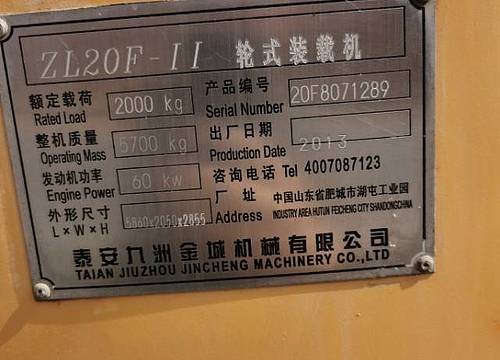 ZL20F-II 轮式装载机
额定载荷 Rated Load 2000 kg
产品编号 Serial Number 20F8071289
整机质量 Operating Mass 5700 kg
出厂日期 Production Date 2013
发动机功率 Engine Power 60 kw
咨询电话 Tel 4007087123
外形尺寸 L×W×H 5860x2050x2855
厂 址 Address 中国山东省肥城市湖屯工业园
INDUSTRY AREA HUTUN FEICHENG CITY SHANDONG CHINA
泰安九洲金城机械有限公司
TAIAN JIUZHOU JINCHENG MACHINERY CO.,LTD